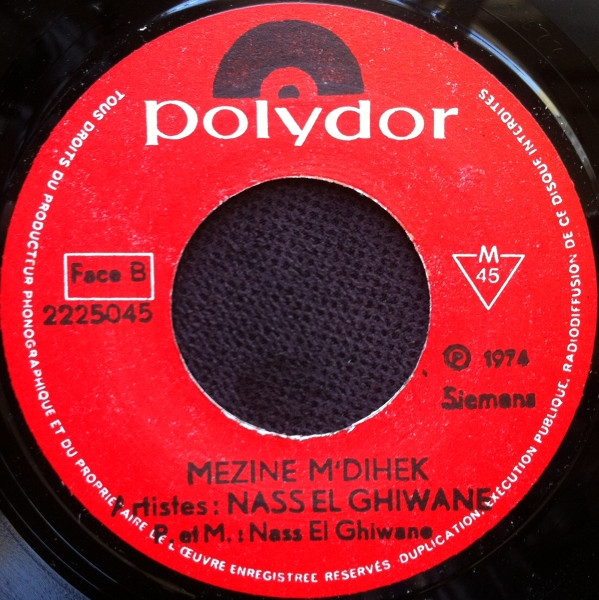 polydor
TOUS DROITS DU PRODUCTEUR PHONOGRAPHIQUE ET DU PROPRIETAIRE DE L'ŒUVRE ENREGISTREE RESERVES. DUPLICATION, EXECUTION PUBLIQUE, RADIODIFFUSION DE CE DISQUE INTERDITES
Face B
2225045
M
45
℗ 1974
Siemens
MEZINE M'DIHEK
Artistes: NASS EL GHIWANE
P. et M.: Nass El Ghiwane